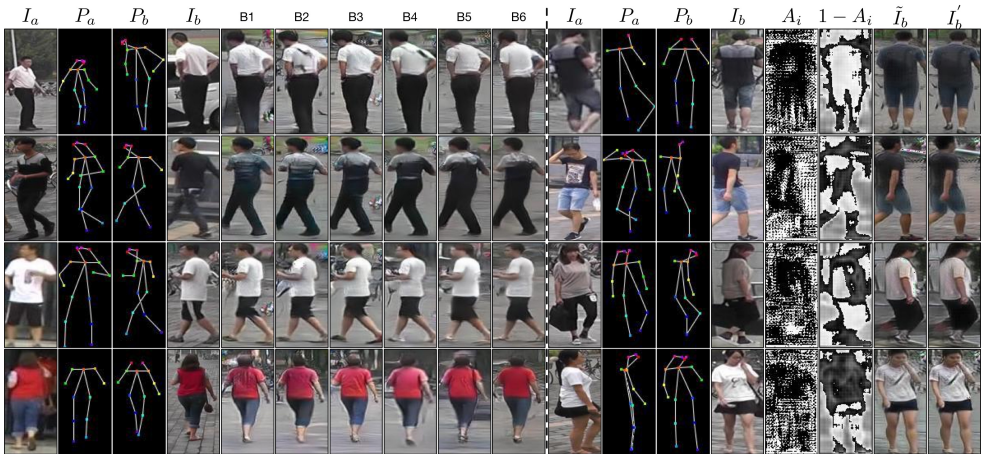 I_a P_a P_b I_b B1 B2 B3 B4 B5 B6 I_a P_a P_b I_b A_i 1 − A_i Ĩ_b I_b'